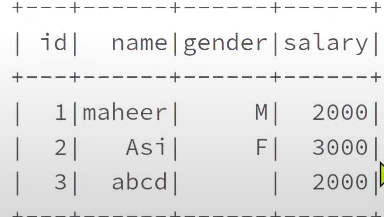 +---+------+------+------+
| id|  name|gender|salary|
+---+------+------+------+
|  1|maheer|     M|  2000|
|  2|   Asi|     F|  3000|
|  3|  abcd|      |  2000|
+---+------+------+------+